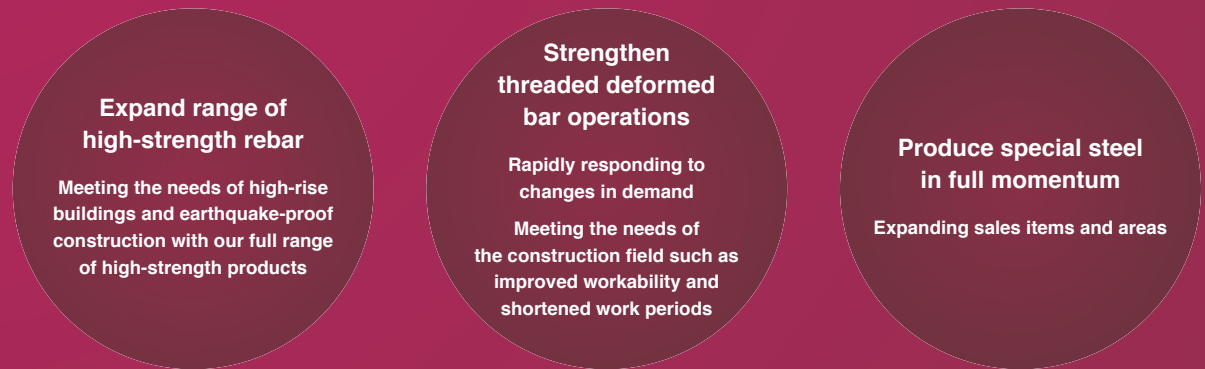 Expand range of
high-strength rebar
Meeting the needs of high-rise
buildings and earthquake-proof
construction with our full range
of high-strength products
Strengthen
threaded deformed
bar operations
Rapidly responding to
changes in demand
Meeting the needs of
the construction field such as
improved workability and
shortened work periods
Produce special steel
in full momentum
Expanding sales items and areas